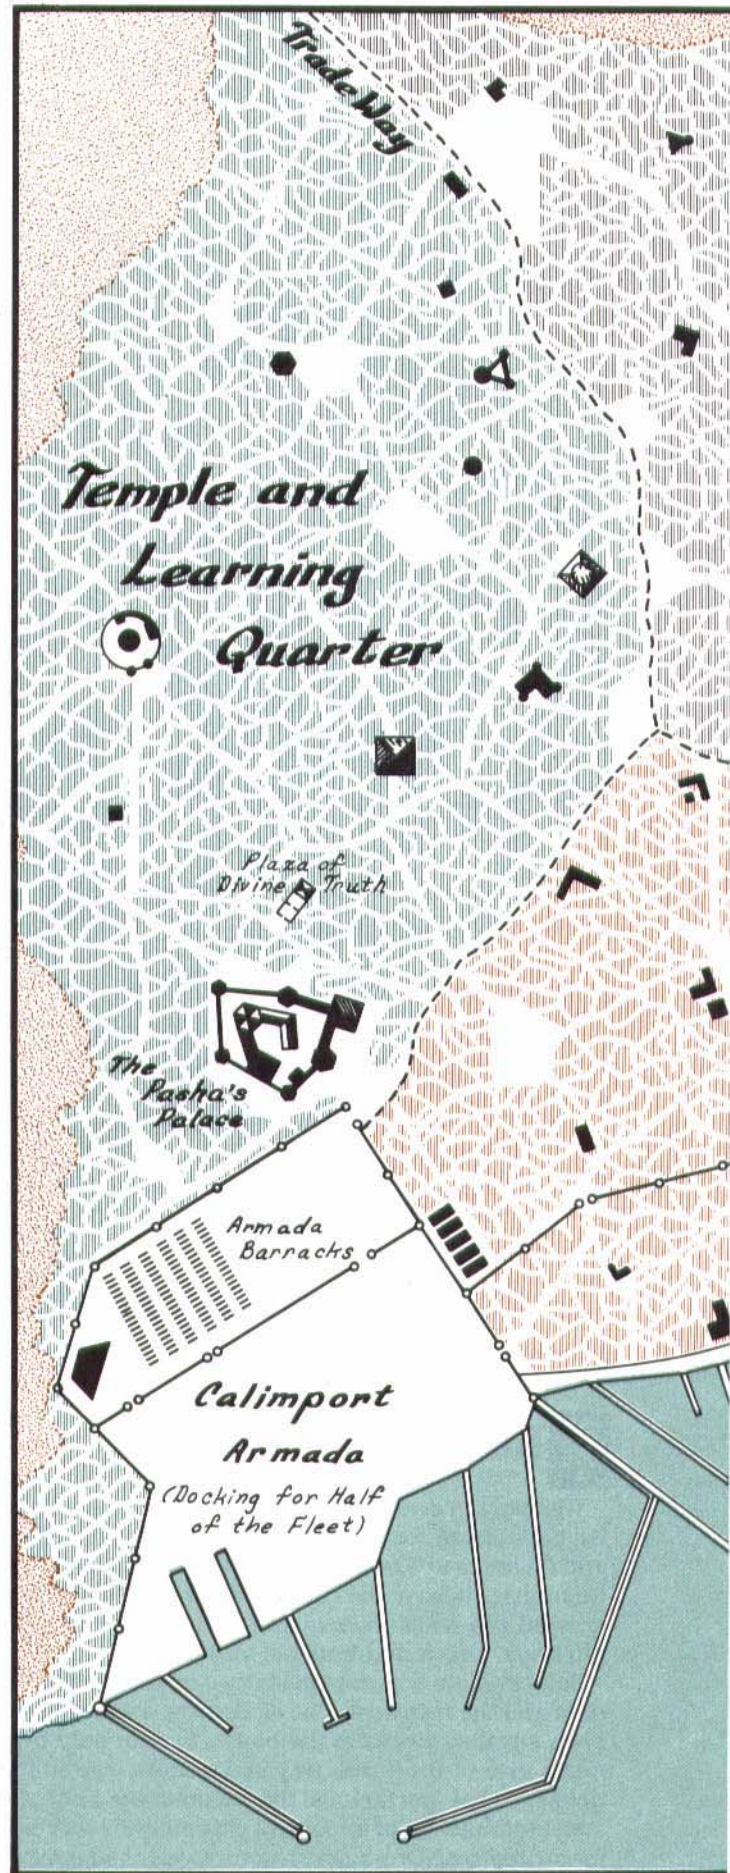 Trade Way
Temple and
Learning
Quarter
Plaza of
Divine Truth
The
Pasha's
Palace
Armada
Barracks
Calimport
Armada
(Docking for Half
of the Fleet)